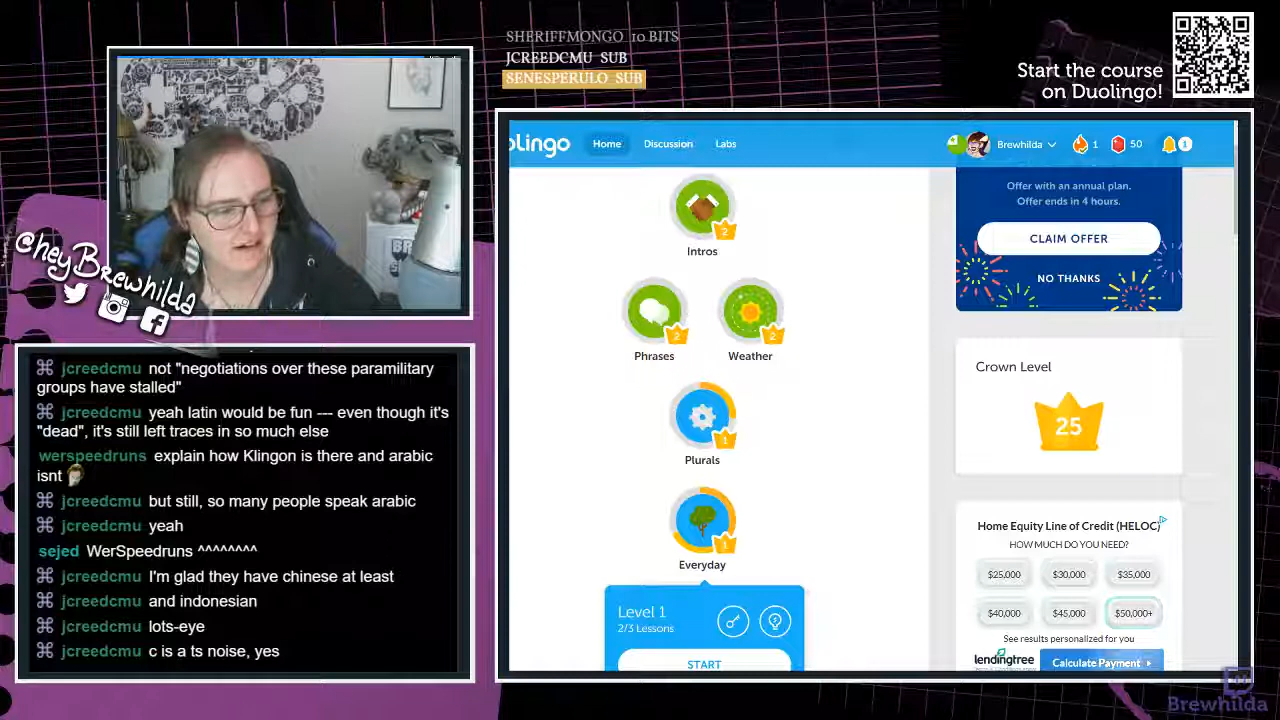 SHERIFFMONGO 10 BITS
JCREEDCMU SUB
SENESPERULO SUB
Start the course
on Duolingo!
@heyBrewhilda
olingo
Home
Discussion
Labs
Brewhilda
1
50
1
Intros
2
Phrases
2
Weather
2
Plurals
1
Everyday
1
Level 1
2/3 Lessons
START
Offer with an annual plan.
Offer ends in 4 hours.
CLAIM OFFER
NO THANKS
Crown Level
25
Home Equity Line of Credit (HELOC)
HOW MUCH DO YOU NEED?
$25,000
$30,000
$35,000
$40,000
$45,000
$50,000+
See results personalized for you
lendingtree
Calculate Payment
jcreedcmu not "negotiations over these paramilitary
groups have stalled"
jcreedcmu yeah latin would be fun --- even though it's
"dead", it's still left traces in so much else
werspeedruns explain how Klingon is there and arabic
isnt
jcreedcmu but still, so many people speak arabic
jcreedcmu yeah
sejed WerSpeedruns ^^^^^^^^
jcreedcmu I'm glad they have chinese at least
jcreedcmu and indonesian
jcreedcmu lots-eye
jcreedcmu c is a ts noise, yes
Brewhilda